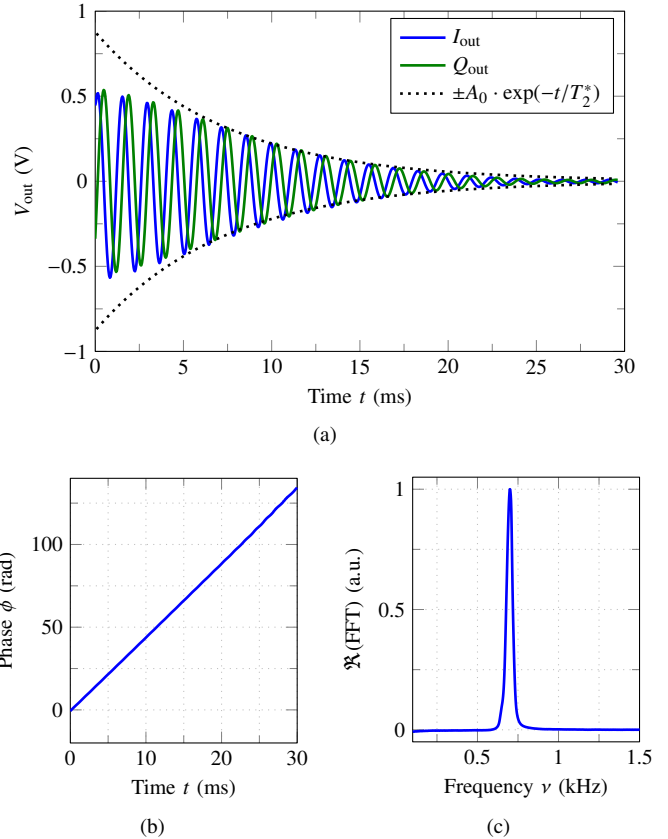 1
0.5
0
−0.5
−1
0 5 10 15 20 25 30
V_out (V)
Time t (ms)
I_out
Q_out
±A_0 · exp(−t/T_2^*)
(a)
100
50
0
0 10 20 30
Phase ϕ (rad)
Time t (ms)
(b)
1
0.5
0
0.5 1 1.5
ℜ(FFT) (a.u.)
Frequency ν (kHz)
(c)